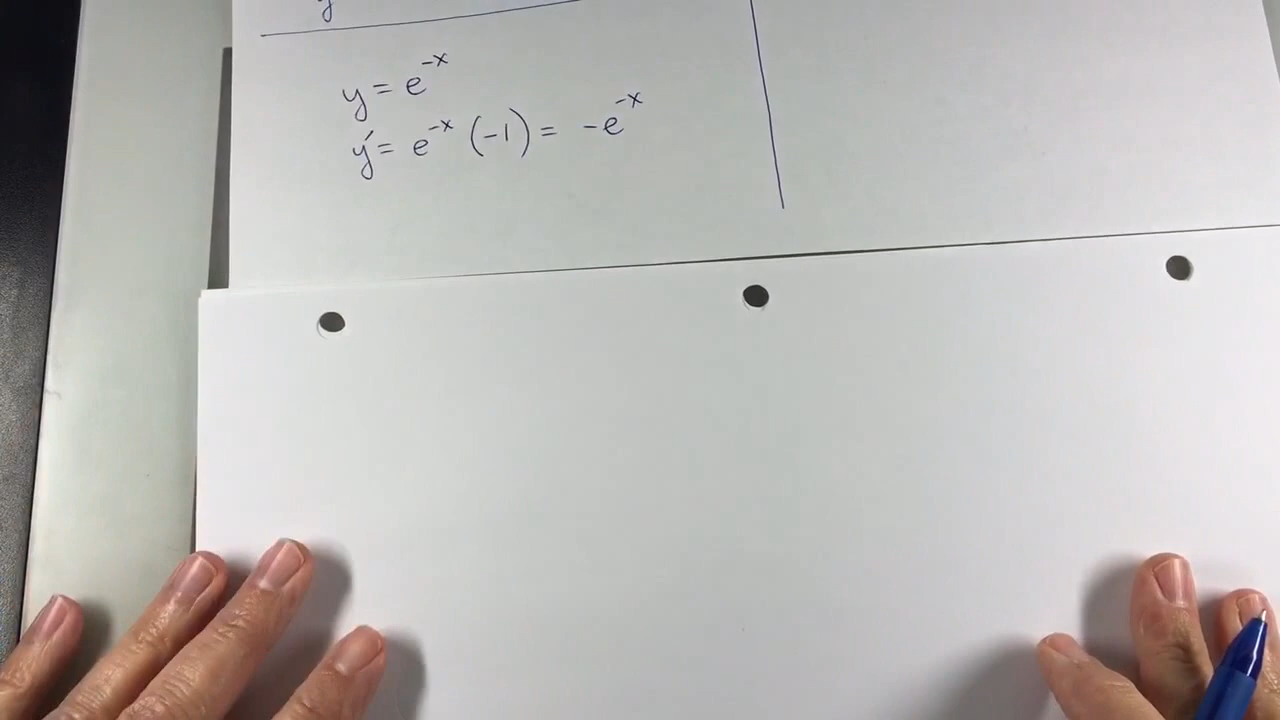 y
y = e^{-x}
y' = e^{-x} (-1) = -e^{-x}